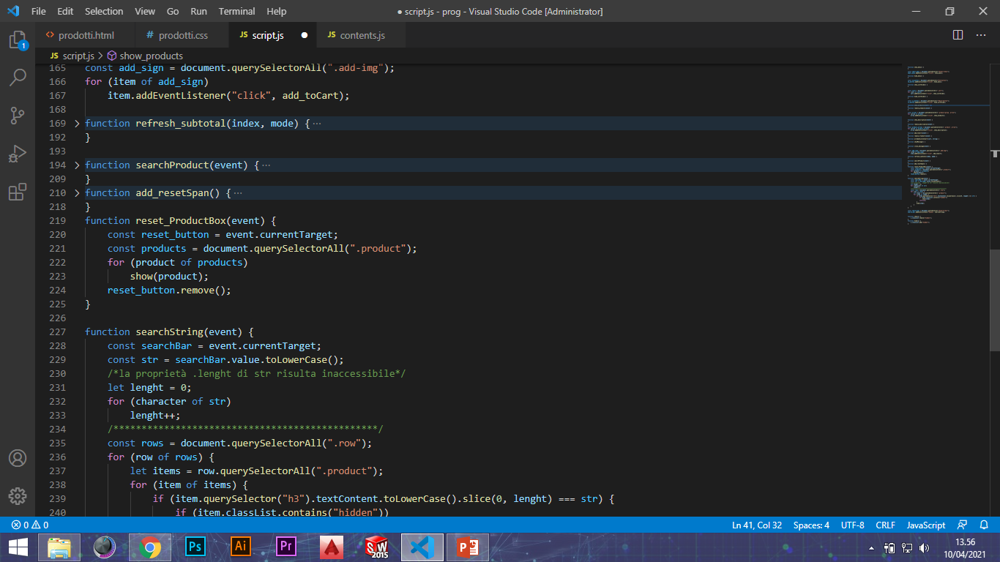 File Edit Selection View Go Run Terminal Help ● script.js - prog - Visual Studio Code [Administrator]
<> prodotti.html # prodotti.css JS script.js ● JS contents.js
JS script.js > show_products
1
165 const add_sign = document.querySelectorAll(".add-img");
166 for (item of add_sign)
167 item.addEventListener("click", add_toCart);
168
169 function refresh_subtotal(index, mode) { ···
192 }
193
194 function searchProduct(event) { ···
209 }
210 function add_resetSpan() { ···
218 }
219 function reset_ProductBox(event) {
220 const reset_button = event.currentTarget;
221 const products = document.querySelectorAll(".product");
222 for (product of products)
223 show(product);
224 reset_button.remove();
225 }
226
227 function searchString(event) {
228 const searchBar = event.currentTarget;
229 const str = searchBar.value.toLowerCase();
230 /*la proprietà .lenght di str risulta inaccessibile*/
231 let lenght = 0;
232 for (character of str)
233 lenght++;
234 /***********************************************/
235 const rows = document.querySelectorAll(".row");
236 for (row of rows) {
237 let items = row.querySelectorAll(".product");
238 for (item of items) {
239 if (item.querySelector("h3").textContent.toLowerCase().slice(0, lenght) === str) {
240 if (item.classList.contains("hidden"))
0 0 Ln 41, Col 32 Spaces: 4 UTF-8 CRLF JavaScript
Ps Ai Pr SW 2015 P
13.56
10/04/2021